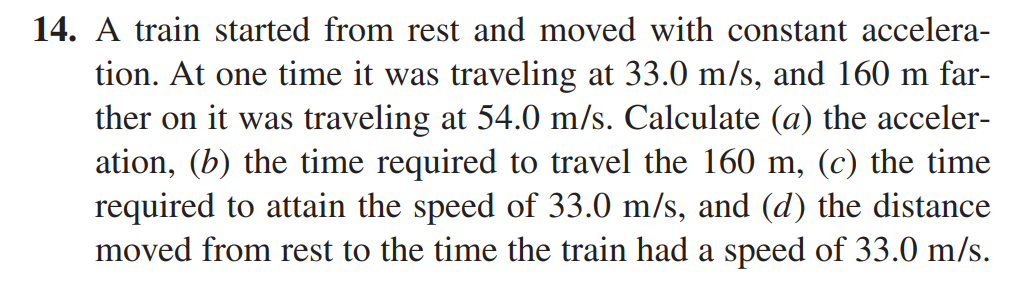 14. A train started from rest and moved with constant accelera-
tion. At one time it was traveling at 33.0 m/s, and 160 m far-
ther on it was traveling at 54.0 m/s. Calculate (a) the acceler-
ation, (b) the time required to travel the 160 m, (c) the time
required to attain the speed of 33.0 m/s, and (d) the distance
moved from rest to the time the train had a speed of 33.0 m/s.